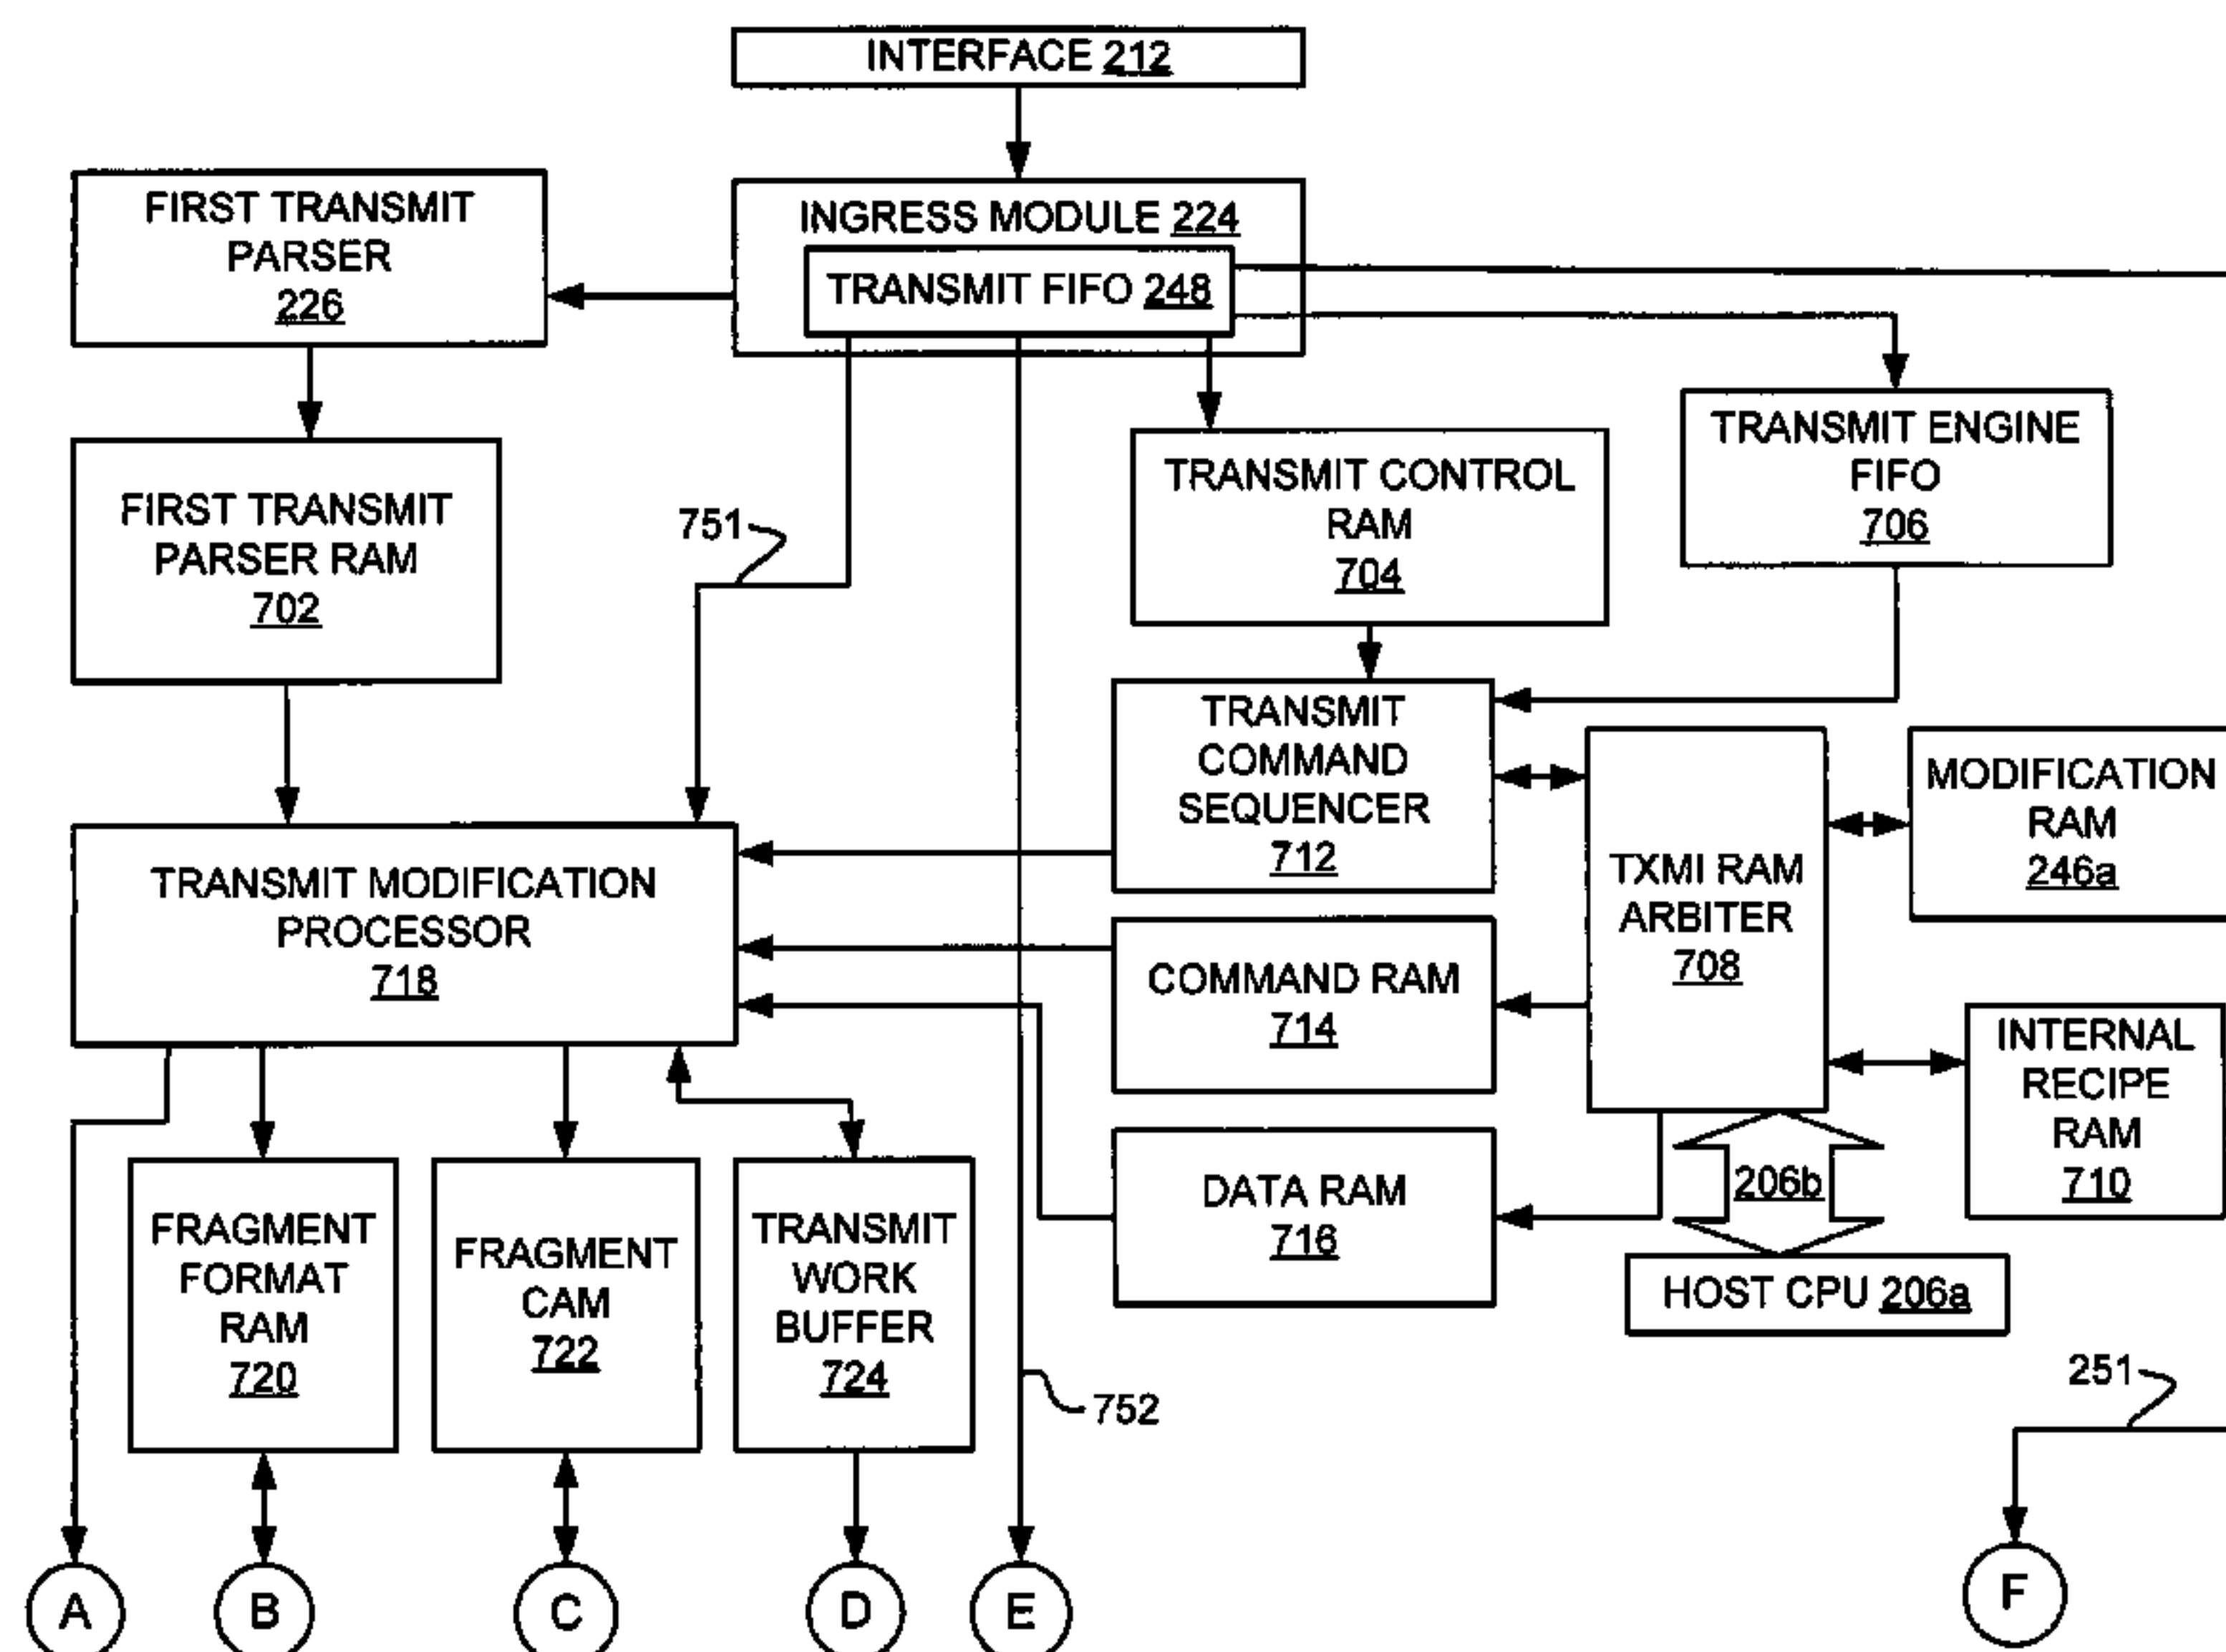 INTERFACE 212
FIRST TRANSMIT
PARSER
226
INGRESS MODULE 224
TRANSMIT FIFO 248
FIRST TRANSMIT
PARSER RAM
702
751
TRANSMIT CONTROL
RAM
704
TRANSMIT ENGINE
FIFO
706
TRANSMIT
COMMAND
SEQUENCER
712
TXMI RAM
ARBITER
708
MODIFICATION
RAM
246a
TRANSMIT MODIFICATION
PROCESSOR
718
COMMAND RAM
714
INTERNAL
RECIPE
RAM
710
DATA RAM
716
206b
HOST CPU 206a
FRAGMENT
FORMAT
RAM
720
FRAGMENT
CAM
722
TRANSMIT
WORK
BUFFER
724
752
251
A
B
C
D
E
F